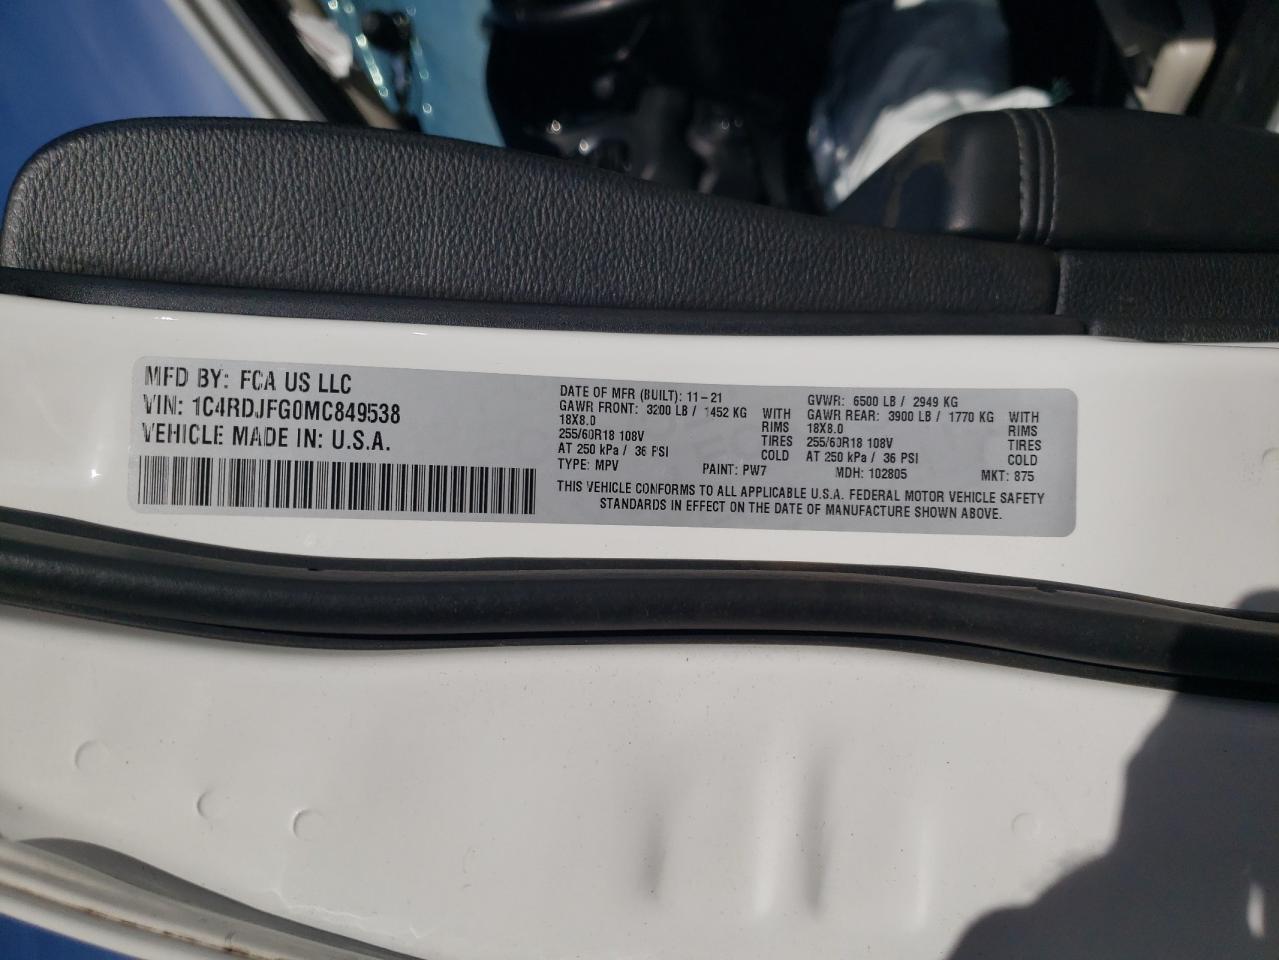 MFD BY: FCA US LLC
VIN: 1C4RDJFG0MC849538
VEHICLE MADE IN: U.S.A.
DATE OF MFR (BUILT): 11-21 GVWR: 6500 LB / 2949 KG
GAWR FRONT: 3200 LB / 1452 KG WITH GAWR REAR: 3900 LB / 1770 KG WITH
18X8.0 RIMS 18X8.0 RIMS
255/60R18 108V TIRES 255/60R18 108V TIRES
AT 250 kPa / 36 PSI COLD AT 250 kPa / 36 PSI COLD
TYPE: MPV PAINT: PW7 MDH: 102805 MKT: 875
THIS VEHICLE CONFORMS TO ALL APPLICABLE U.S.A. FEDERAL MOTOR VEHICLE SAFETY
STANDARDS IN EFFECT ON THE DATE OF MANUFACTURE SHOWN ABOVE.